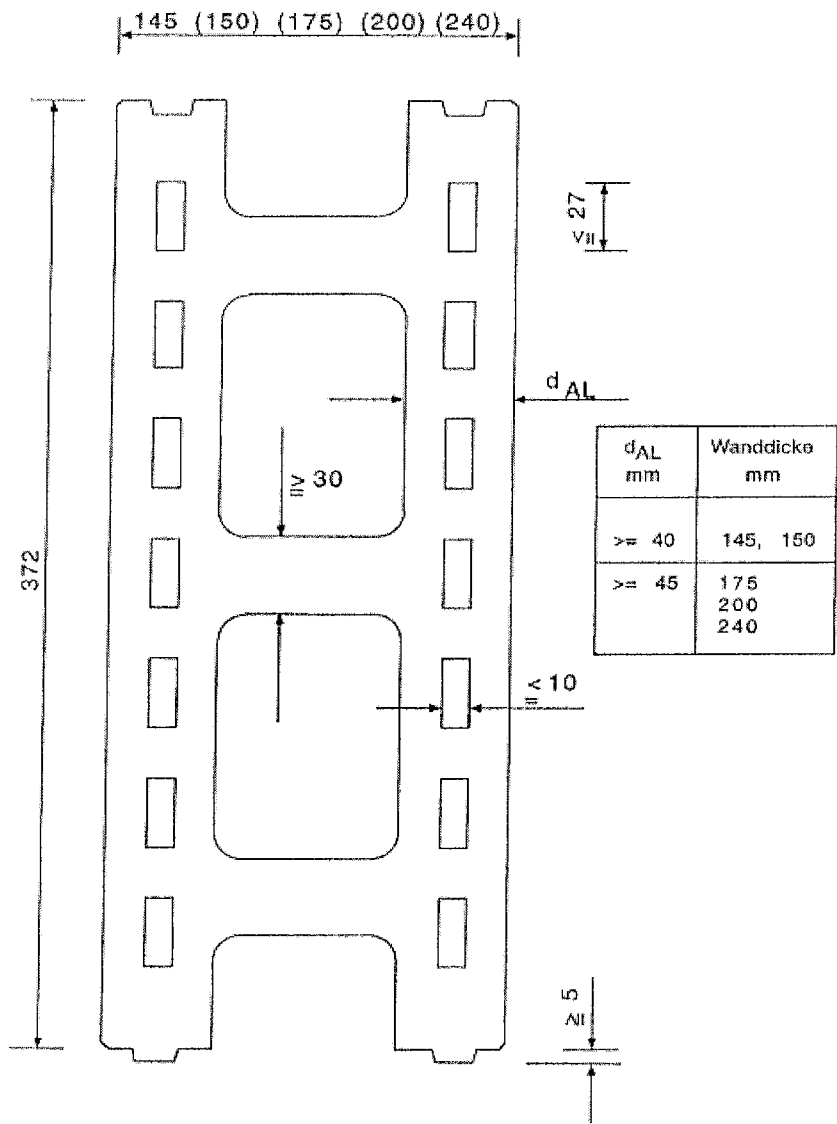 145 (150) (175) (200) (240)
≤ 27
d AL
≥ 30
372
dAL Wanddicke
mm mm
>= 40 145, 150
>= 45 175
200
240
≤ 10
≥ 5